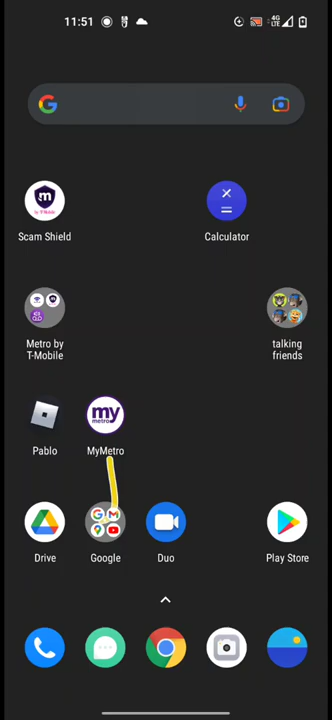 11:51
4G
LTE
Scam Shield
Calculator
Metro by
T-Mobile
talking
friends
my
metro
Pablo
MyMetro
Drive
Google
Duo
Play Store